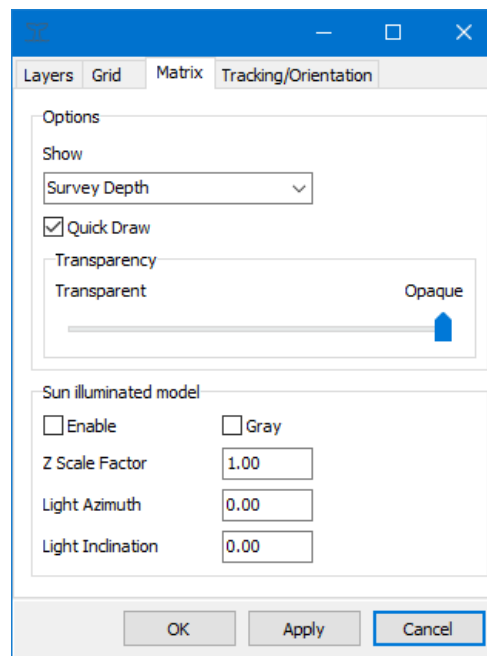 Layers Grid Matrix Tracking/Orientation
Options
Show
Survey Depth
Quick Draw
Transparency
Transparent Opaque
Sun illuminated model
Enable Gray
Z Scale Factor 1.00
Light Azimuth 0.00
Light Inclination 0.00
OK Apply Cancel